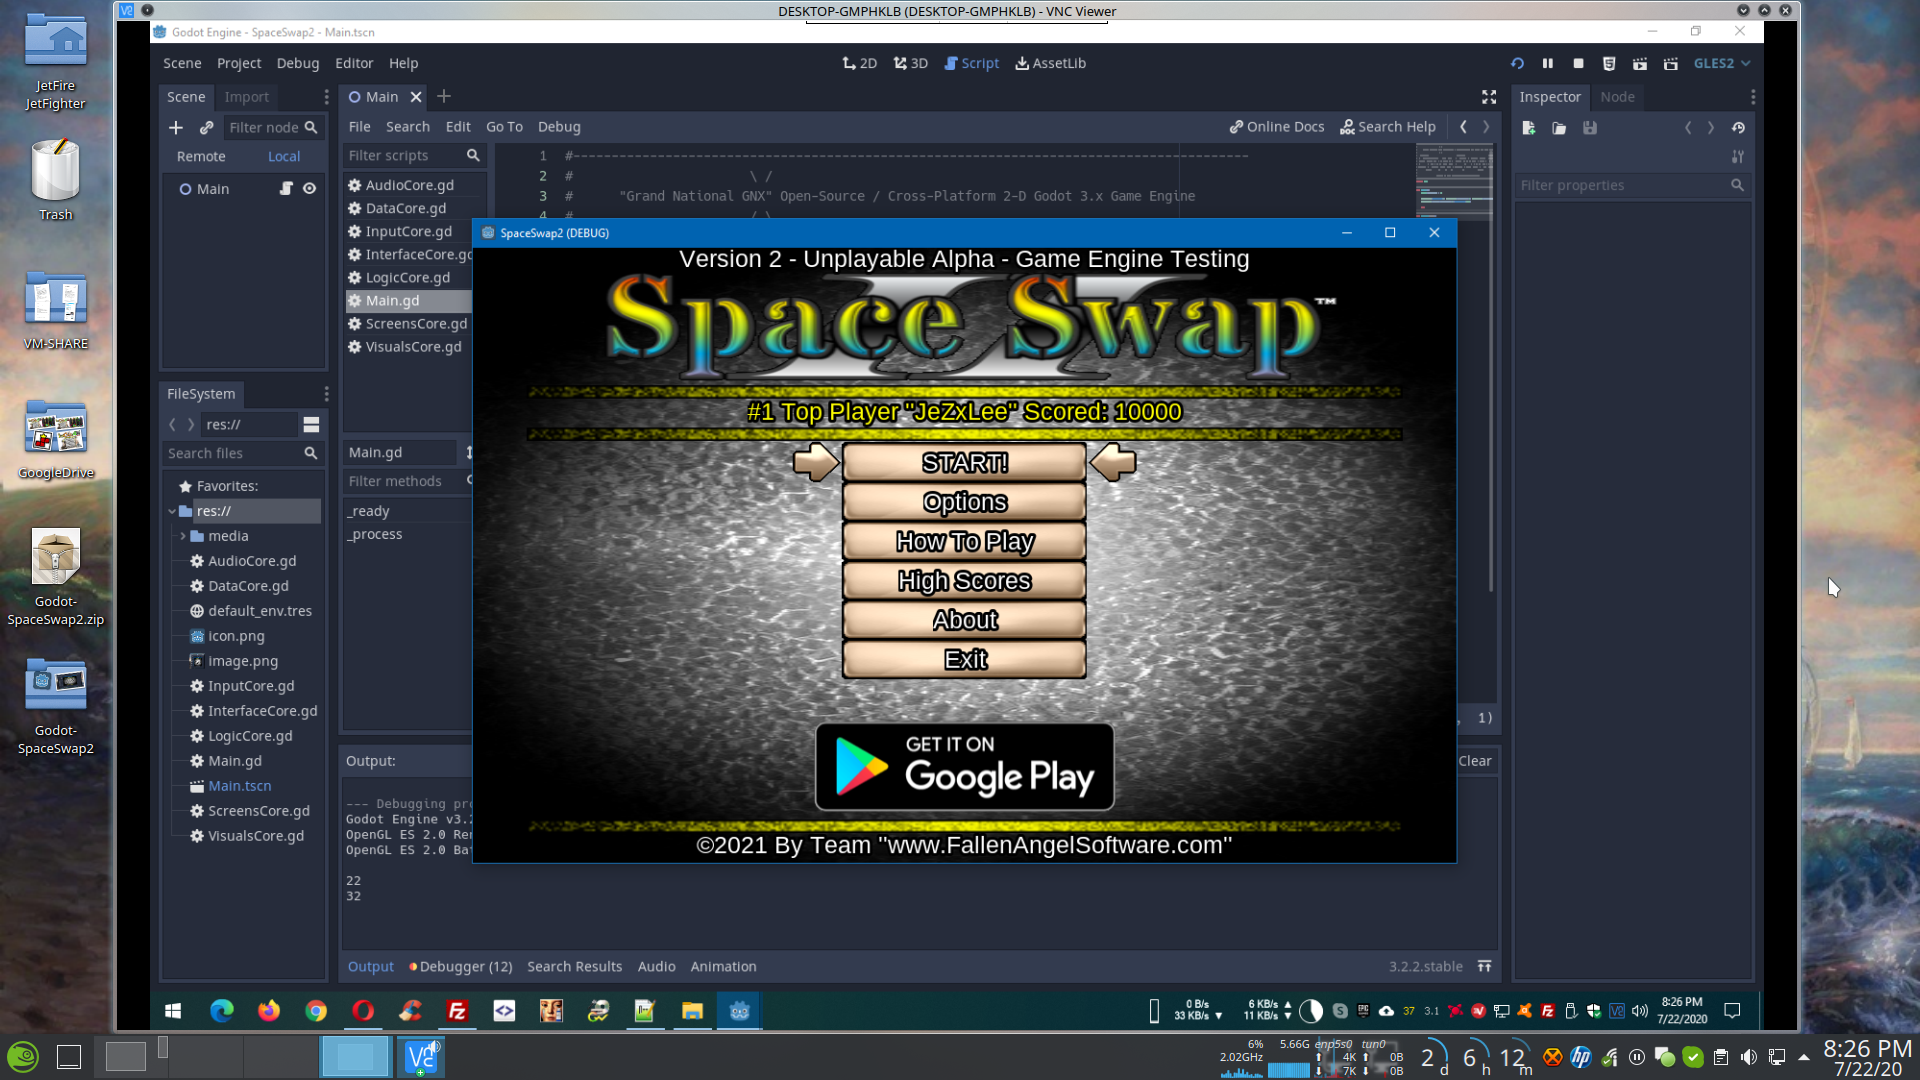 DESKTOP-GMPHKLB (DESKTOP-GMPHKLB) - VNC Viewer
Godot Engine - SpaceSwap2 - Main.tscn
Scene Project Debug Editor Help
2D 3D Script AssetLib
GLES2
Scene Import
Main
Inspector Node
Filter node
File Search Edit Go To Debug
Online Docs Search Help
Remote Local
Filter scripts
Filter properties
Main
AudioCore.gd
DataCore.gd
InputCore.gd
InterfaceCore.gd
LogicCore.gd
Main.gd
ScreensCore.gd
VisualsCore.gd
1 #
2 # \ /
3 # "Grand National GNX" Open-Source / Cross-Platform 2-D Godot 3.x Game Engine
4 #
SpaceSwap2 (DEBUG)
Version 2 - Unplayable Alpha - Game Engine Testing
Space Swap™
II
#1 Top Player "JeZxLee" Scored: 10000
START!
Options
How To Play
High Scores
About
Exit
GET IT ON
Google Play
©2021 By Team "www.FallenAngelSoftware.com"
FileSystem
res://
Search files
Favorites:
res://
media
AudioCore.gd
DataCore.gd
default_env.tres
icon.png
image.png
InputCore.gd
InterfaceCore.gd
LogicCore.gd
Main.gd
Main.tscn
ScreensCore.gd
VisualsCore.gd
Main.gd
Filter methods
_ready
_process
, 1)
Output:
Clear
--- Debugging pro
Godot Engine v3.2
OpenGL ES 2.0 Ren
OpenGL ES 2.0 Bat
22
32
Output Debugger (12) Search Results Audio Animation
3.2.2.stable
JetFire
JetFighter
Trash
VM-SHARE
GoogleDrive
Godot-
SpaceSwap2.zip
Godot-
SpaceSwap2
0 B/s
33 KB/s
6 KB/s
11 KB/s
37 3.1
8:26 PM
7/22/2020
6%
2.02GHz
5.66G
enp5s0 tun0
4K 0B
7K 0B
2 d 6 h 12 m
8:26 PM
7/22/20